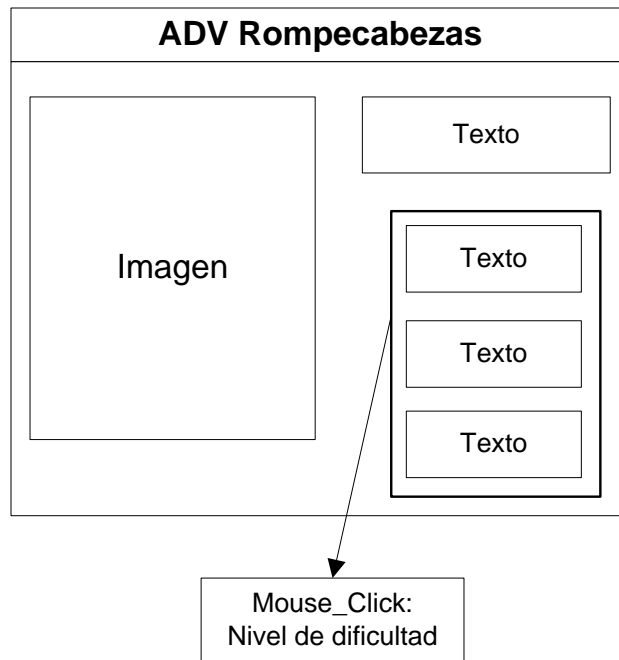 ADV Rompecabezas
Imagen
Texto
Texto
Texto
Texto
Mouse_Click:
Nivel de dificultad